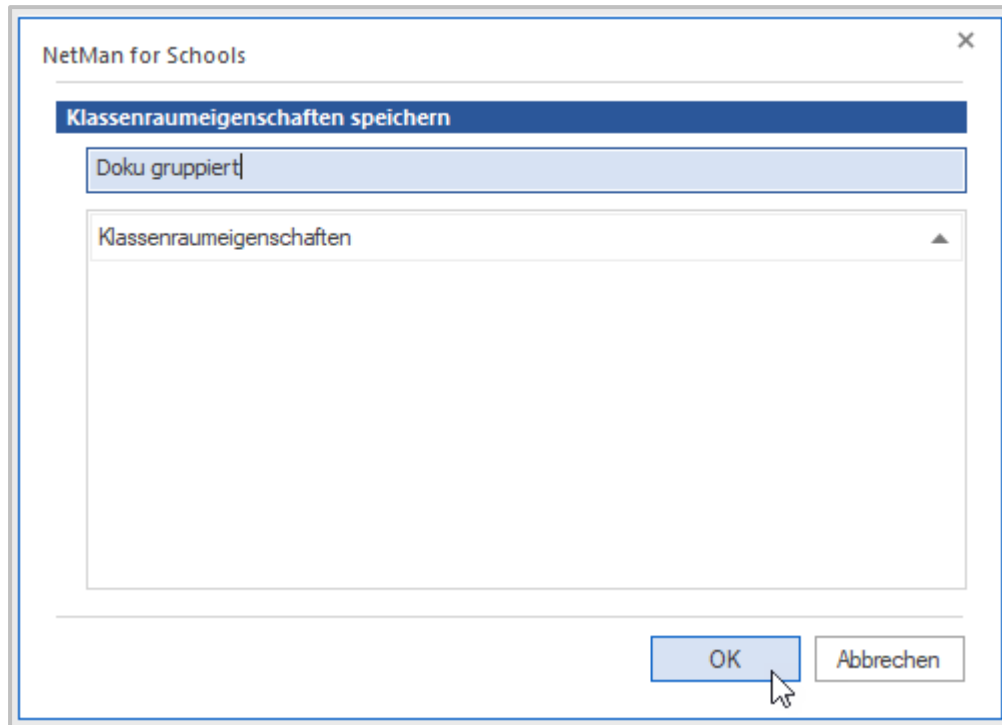 NetMan for Schools
Klassenraumeigenschaften speichern
Doku gruppiert
Klassenraumeigenschaften
OK
Abbrechen